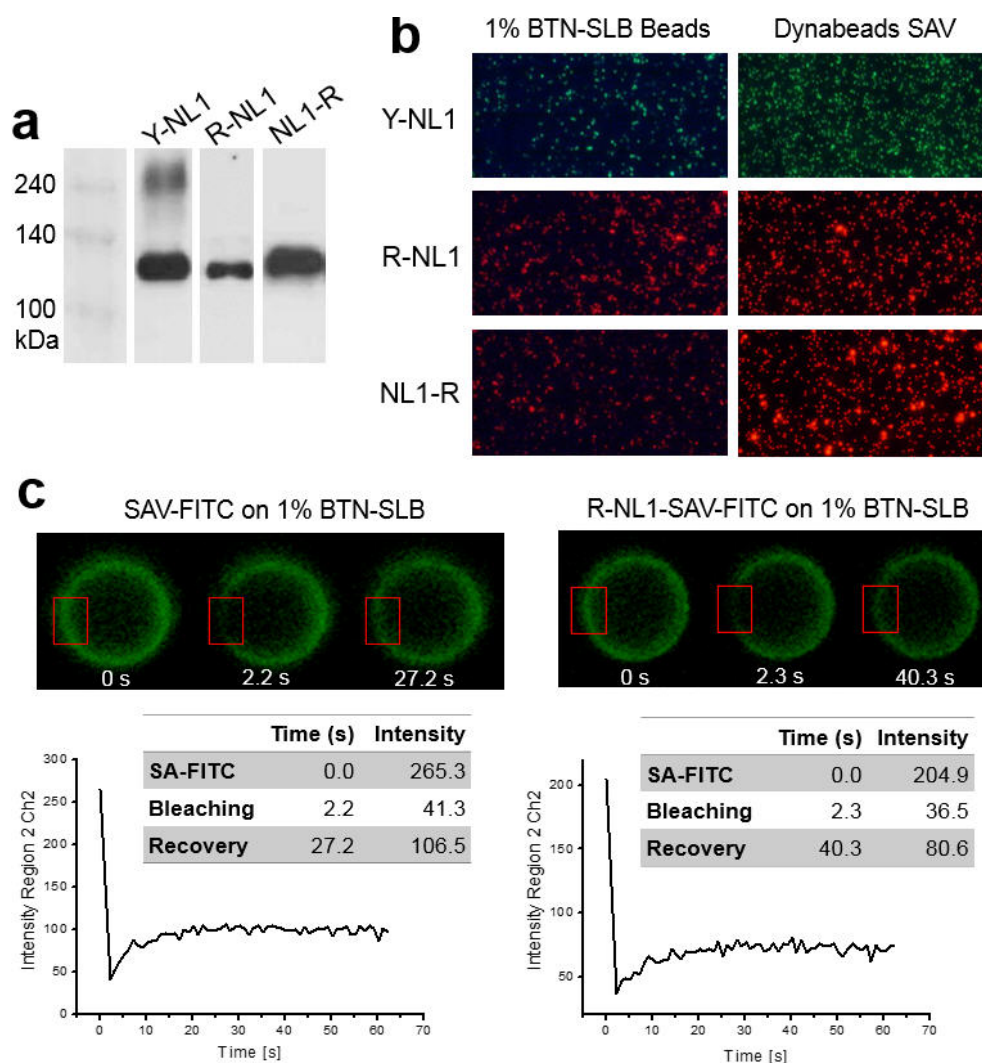 a
Y-NL1
R-NL1
NL1-R
240
140
100
kDa
b
1% BTN-SLB Beads
Dynabeads SAV
Y-NL1
R-NL1
NL1-R
c
SAV-FITC on 1% BTN-SLB
0 s
2.2 s
27.2 s
Time (s) Intensity
SA-FITC 0.0 265.3
Bleaching 2.2 41.3
Recovery 27.2 106.5
Intensity Region 2 Ch2
300
250
200
150
100
50
0
0 10 20 30 40 50 60 70
Time [s]
R-NL1-SAV-FITC on 1% BTN-SLB
0 s
2.3 s
40.3 s
Time (s) Intensity
SA-FITC 0.0 204.9
Bleaching 2.3 36.5
Recovery 40.3 80.6
Intensity Region 2 Ch2
200
150
100
50
0 10 20 30 40 50 60 70
Time [s]